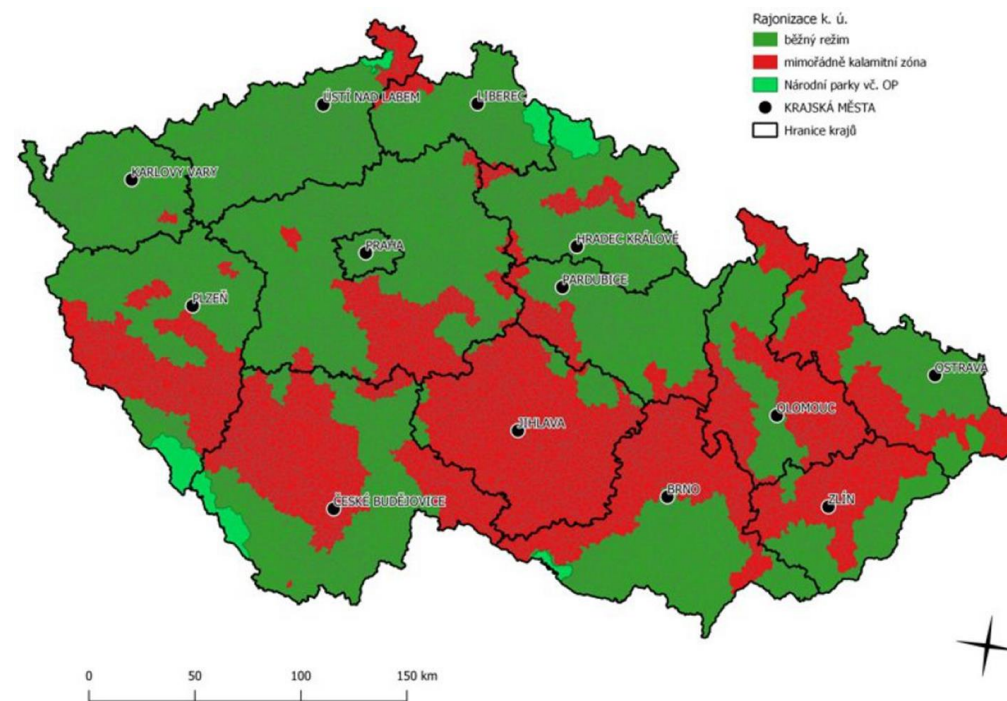 Rajonizace k. ú.
běžný režim
mimořádně kalamitní zóna
Národní parky vč. OP
KRAJSKÁ MĚSTA
Hranice krajů
ÚSTÍ NAD LABEM
LIBEREC
KARLOVY VARY
PRAHA
HRADEC KRÁLOVÉ
PARDUBICE
PLZEŇ
OSTRAVA
OLOMOUC
JIHLAVA
BRNO
ZLÍN
ČESKÉ BUDĚJOVICE
0 50 100 150 km